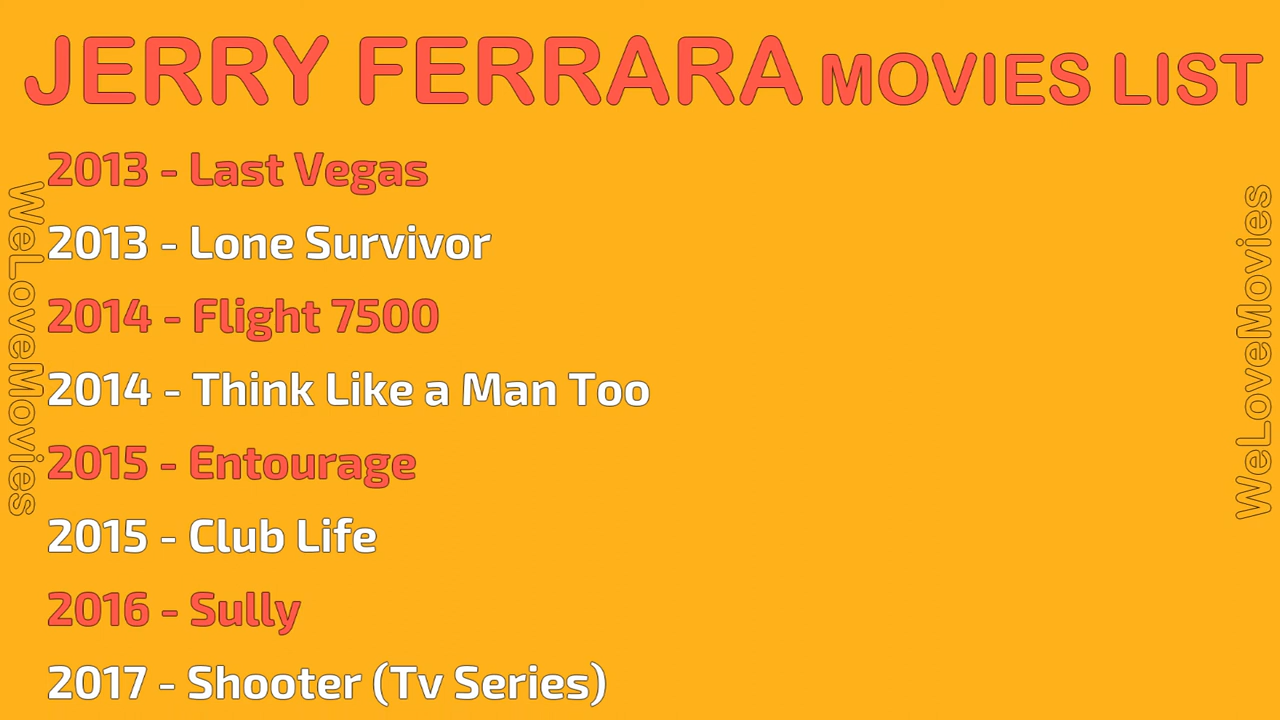 JERRY FERRARA MOVIES LIST
2013 - Last Vegas
2013 - Lone Survivor
2014 - Flight 7500
2014 - Think Like a Man Too
2015 - Entourage
2015 - Club Life
2016 - Sully
2017 - Shooter (Tv Series)
WeLoveMovies
WeLoveMovies